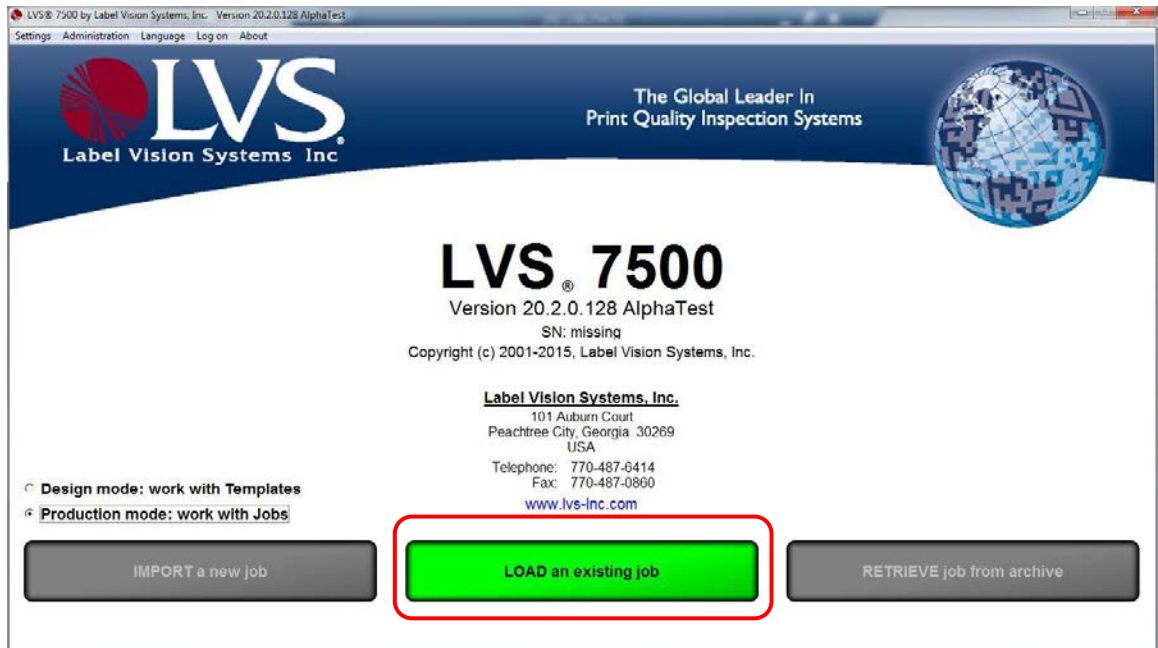 LVS® 7500 by Label Vision Systems, Inc. Version 20.2.0.128 AlphaTest
Settings Administration Language Log on About
LVS®
Label Vision Systems Inc
The Global Leader In
Print Quality Inspection Systems
LVS® 7500
Version 20.2.0.128 AlphaTest
SN: missing
Copyright (c) 2001-2015, Label Vision Systems, Inc.
Label Vision Systems, Inc.
101 Auburn Court
Peachtree City, Georgia 30269
USA
Telephone: 770-487-6414
Fax: 770-487-0860
www.lvs-inc.com
Design mode: work with Templates
Production mode: work with Jobs
IMPORT a new job
LOAD an existing job
RETRIEVE job from archive